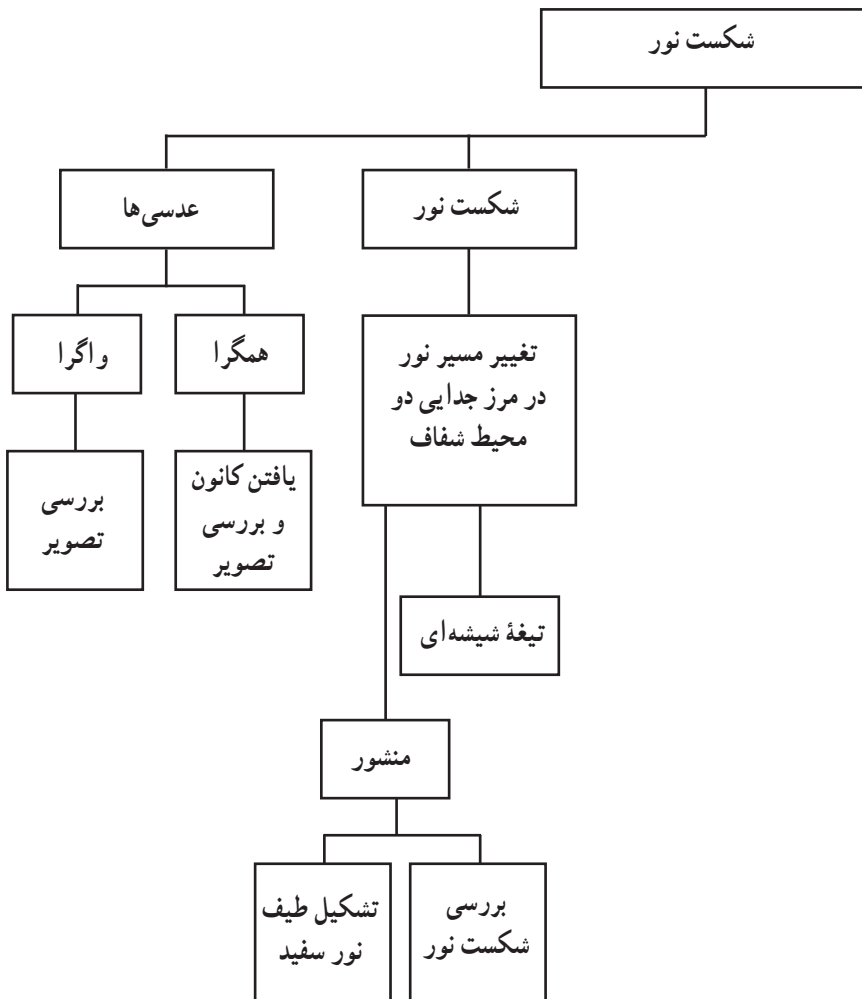 شکست نور
شکست نور
عدسی‌ها
تغییر مسیر نور
در مرز جدایی دو
محیط شفاف
همگرا
واگرا
یافتن کانون
و بررسی
تصویر
بررسی
تصویر
تیغهٔ شیشه‌ای
منشور
بررسی
شکست نور
تشکیل طیف
نور سفید